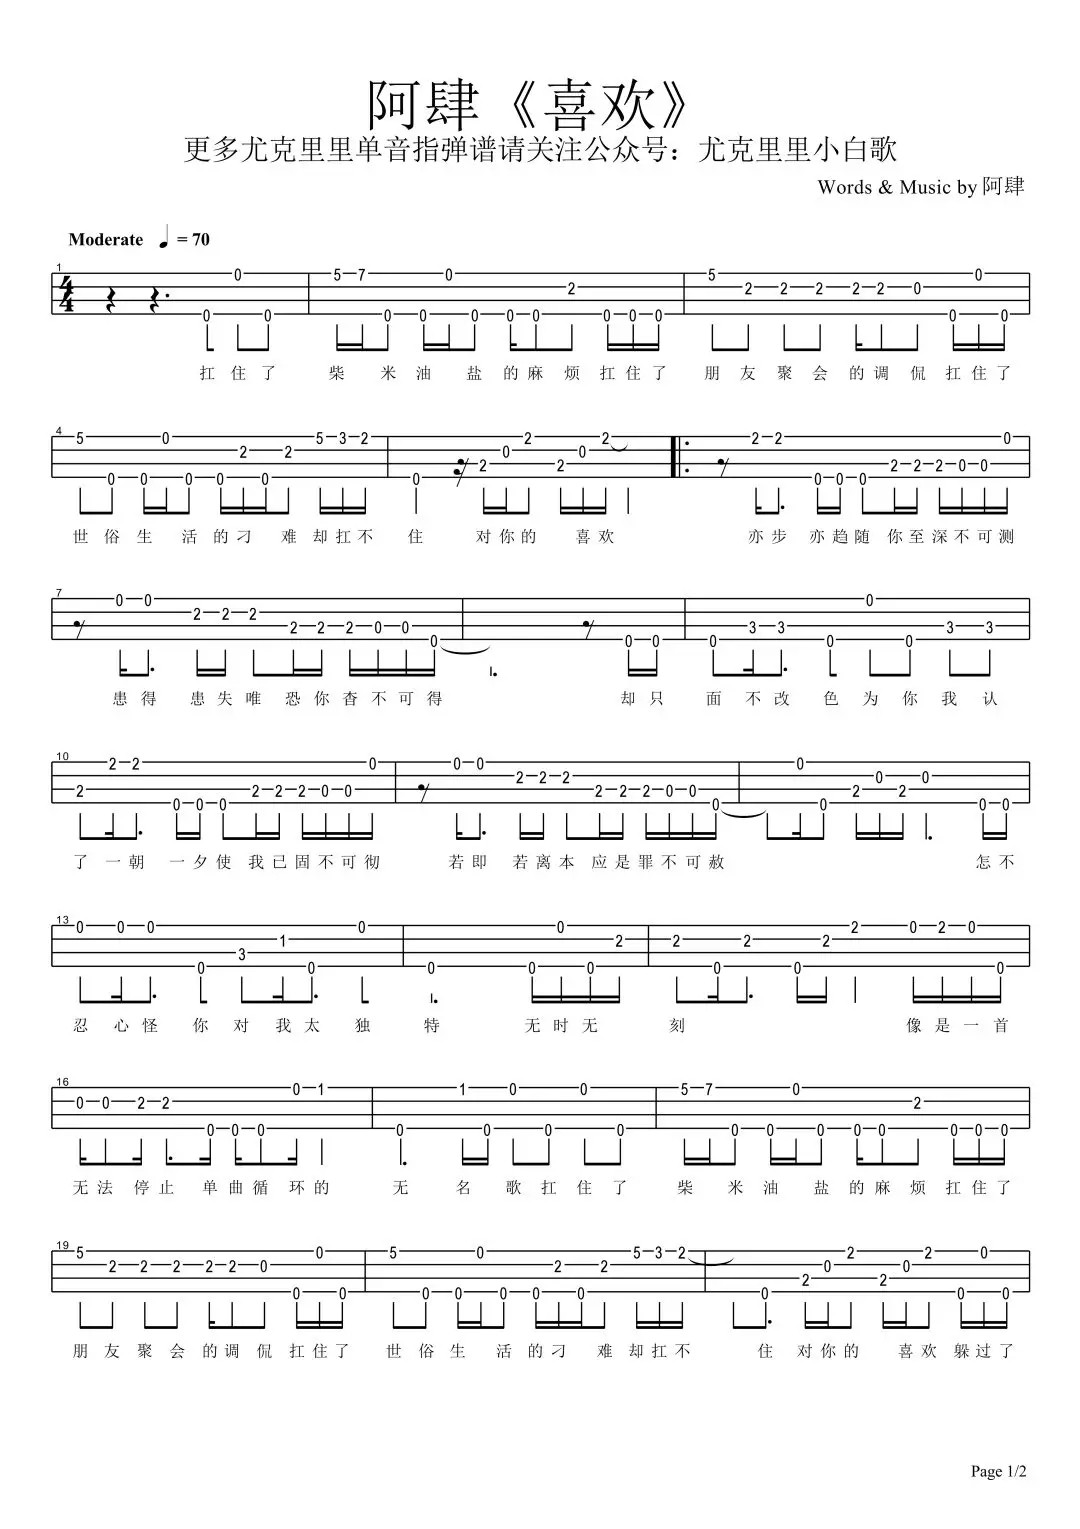 阿肆《喜欢》
更多尤克里里单音指弹谱请关注公众号：尤克里里小白歌
Words & Music by 阿肆
Moderate ♩ = 70
1
4 4
0 0 0 5 7 0 0 0 0 0 0 2 0 0 0 5 2 2 2 2 2 0 0 0 0
扛 住 了 柴 米 油 盐 的 麻 烦 扛 住 了 朋 友 聚 会 的 调 侃 扛 住 了
4
5 0 0 0 0 0 0 2 0 2 5 3 2 0 2 0 2 2 0 2 2 2 0 0 0 2 2 2 0 0 0
世 俗 生 活 的 刁 难 却 扛 不 住 对 你 的 喜 欢 亦 步 亦 趋 随 你 至 深 不 可 测
7
0 0 2 2 2 2 2 2 0 0 0 0 0 0 3 3 0 0 0 3 3
患 得 患 失 唯 恐 你 杳 不 可 得 却 只 面 不 改 色 为 你 我 认
10
2 2 2 0 0 0 2 2 2 0 0 0 0 0 2 2 2 2 2 2 0 0 0 0 0 2 0 2 0 0 0
了 一 朝 一 夕 使 我 已 固 不 可 彻 若 即 若 离 本 应 是 罪 不 可 赦 怎 不
13
0 0 0 0 3 1 0 0 0 0 0 0 2 2 0 2 0 2 2 0 2 0 0
忍 心 怪 你 对 我 太 独 特 无 时 无 刻 像 是 一 首
16
0 0 2 2 0 0 0 0 1 0 1 0 0 0 0 5 7 0 0 0 0 0 0 2 0 0 0
无 法 停 止 单 曲 循 环 的 无 名 歌 扛 住 了 柴 米 油 盐 的 麻 烦 扛 住 了
19
5 2 2 2 2 2 0 0 0 0 5 0 0 0 0 0 0 2 0 2 5 3 2 0 2 0 2 2 0 2 0 0 0
朋 友 聚 会 的 调 侃 扛 住 了 世 俗 生 活 的 刁 难 却 扛 不 住 对 你 的 喜 欢 躲 过 了
Page 1/2